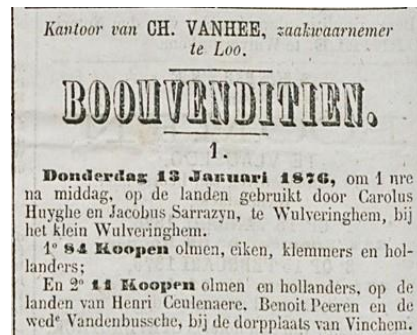 Kantoor van CH. VANHEE, zaakwaarnemer
te Loo.
BOOMVENDITIEN.
1.
Donderdag 13 Januari 1876, om 1 ure
na middag, op de landen gebruikt door Carolus
Huyghe en Jacobus Sarrazyn, te Wulveringhem, bij
het klein Wulveringhem.
1° 84 Koopen olmen, eiken, klemmers en hol-
landers;
En 2° 11 Koopen olmen en hollanders, op de
landen van Henri Ceulenaere, Benoit Peeren en de
wede Vandenbussche, bij de dorpplaats van Vinchem